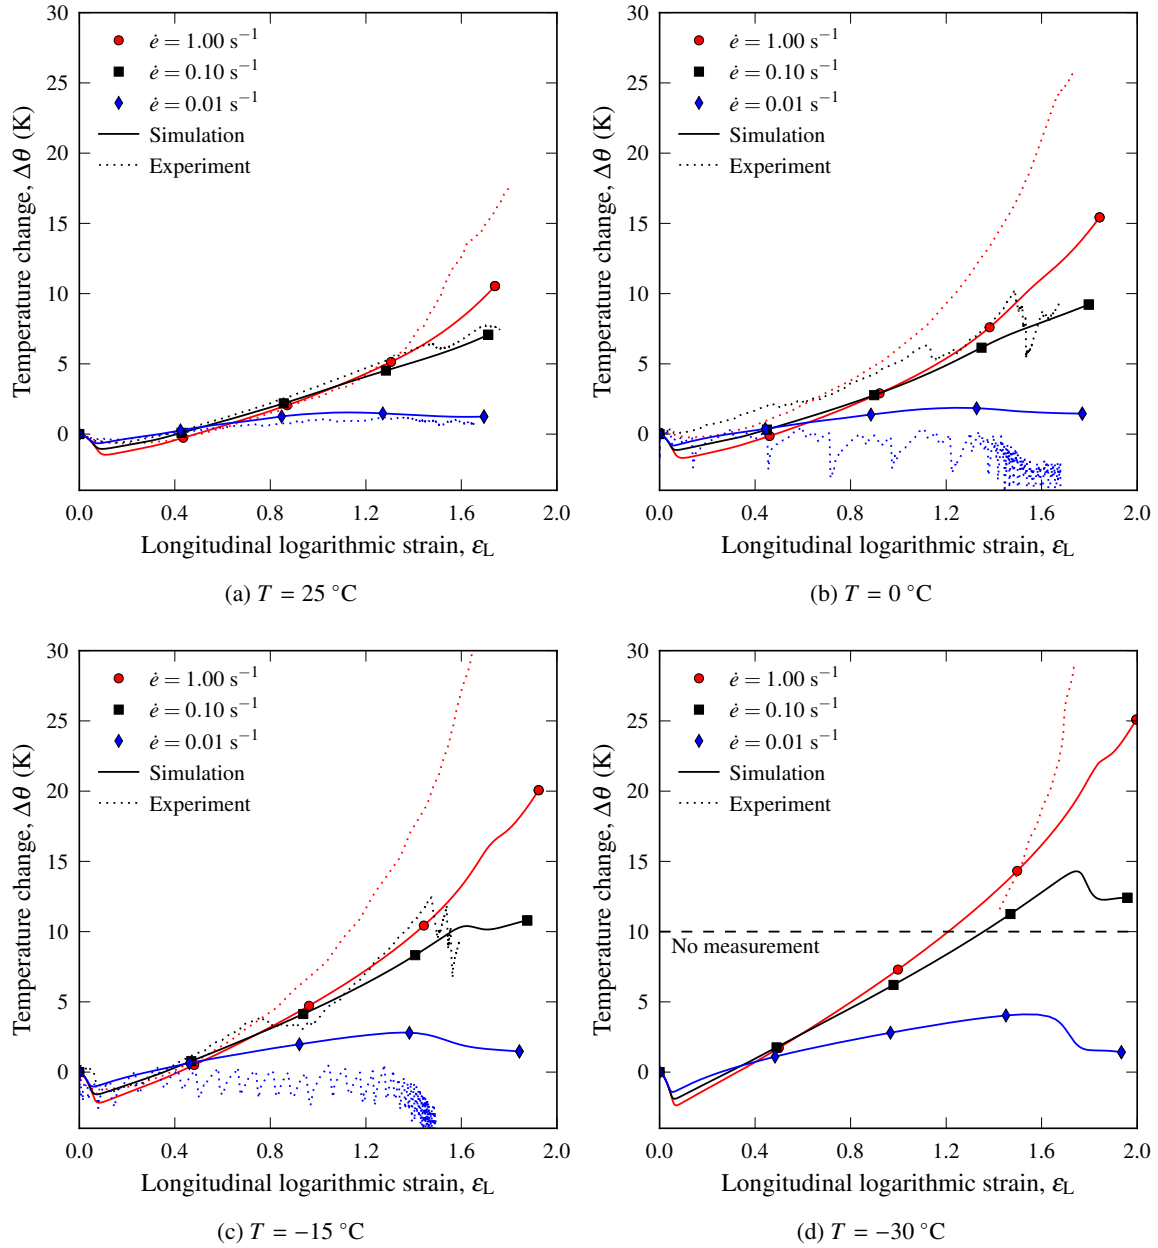 30
25
20
15
10
5
0
Temperature change, Δθ (K)
ė = 1.00 s⁻¹
ė = 0.10 s⁻¹
ė = 0.01 s⁻¹
Simulation
Experiment
0.0 0.4 0.8 1.2 1.6 2.0
Longitudinal logarithmic strain, εL
(a) T = 25 °C
30
25
20
15
10
5
0
Temperature change, Δθ (K)
ė = 1.00 s⁻¹
ė = 0.10 s⁻¹
ė = 0.01 s⁻¹
Simulation
Experiment
0.0 0.4 0.8 1.2 1.6 2.0
Longitudinal logarithmic strain, εL
(b) T = 0 °C
30
25
20
15
10
5
0
Temperature change, Δθ (K)
ė = 1.00 s⁻¹
ė = 0.10 s⁻¹
ė = 0.01 s⁻¹
Simulation
Experiment
0.0 0.4 0.8 1.2 1.6 2.0
Longitudinal logarithmic strain, εL
(c) T = −15 °C
30
25
20
15
10
5
0
Temperature change, Δθ (K)
ė = 1.00 s⁻¹
ė = 0.10 s⁻¹
ė = 0.01 s⁻¹
Simulation
Experiment
No measurement
0.0 0.4 0.8 1.2 1.6 2.0
Longitudinal logarithmic strain, εL
(d) T = −30 °C